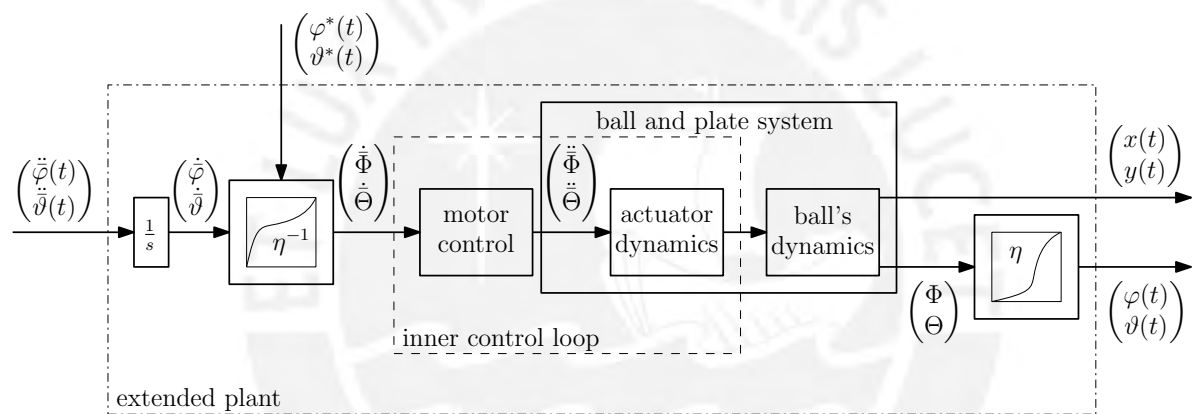 (φ*(t)
ϑ*(t))
ball and plate system
(φ̄̈(t)
ϑ̄̈(t))
(φ̄̇
ϑ̄̇)
1/s
η⁻¹
(Φ̄̇
Θ̄̇)
motor
control
(Φ̄̈
Θ̄̈)
actuator
dynamics
ball's
dynamics
(x(t)
y(t))
η
(Φ
Θ)
(φ(t)
ϑ(t))
inner control loop
extended plant